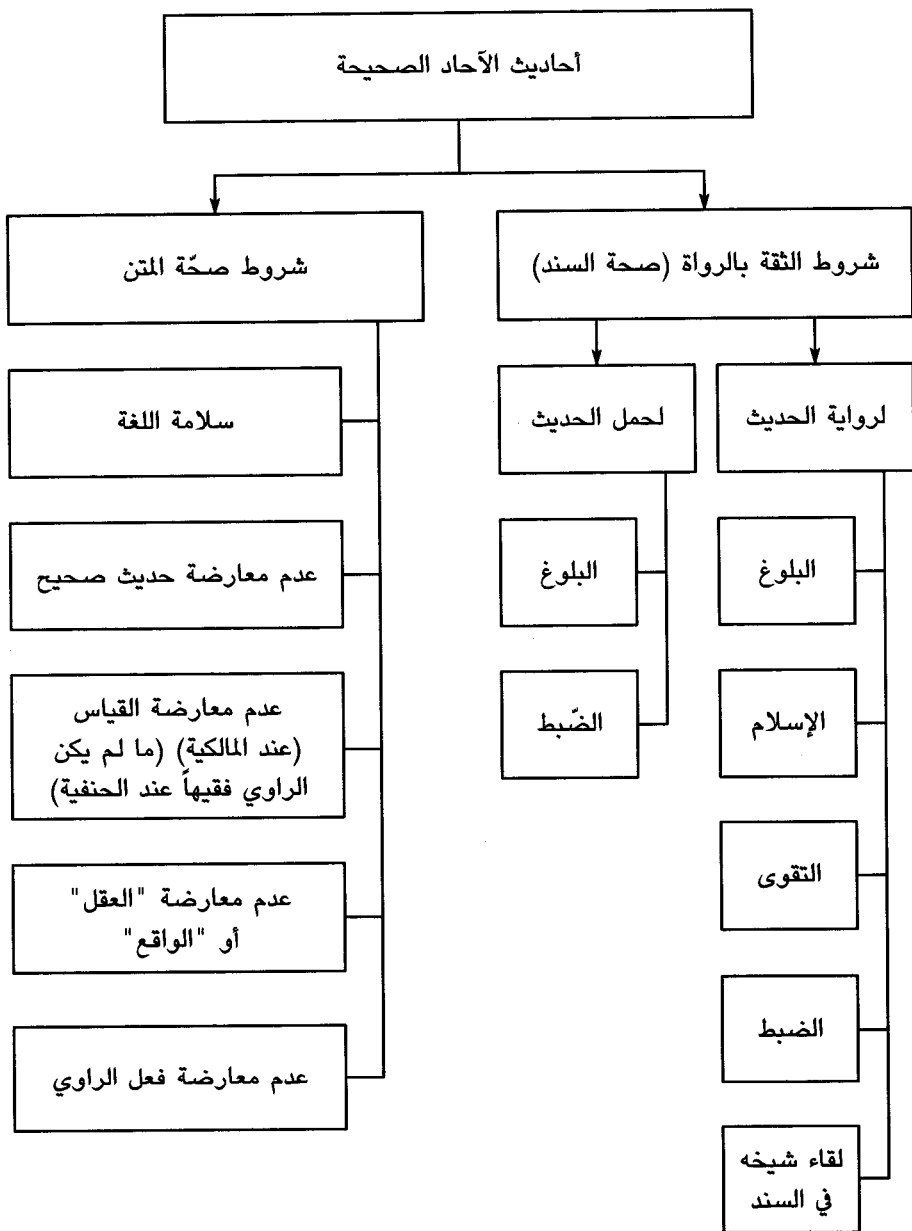 أحاديث الآحاد الصحيحة
شروط الثقة بالرواة (صحة السند)
لرواية الحديث
البلوغ
الإسلام
التقوى
الضبط
لقاء شيخه
في السند
لحمل الحديث
البلوغ
الضّبط
شروط صحّة المتن
سلامة اللغة
عدم معارضة حديث صحيح
عدم معارضة القياس
(عند المالكية) (ما لم يكن
الراوي فقيهاً عند الحنفية)
عدم معارضة "العقل"
أو "الواقع"
عدم معارضة فعل الراوي